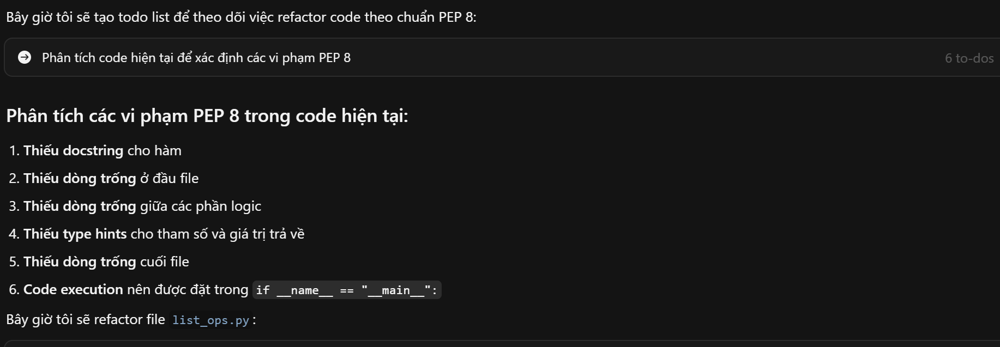 Bây giờ tôi sẽ tạo todo list để theo dõi việc refactor code theo chuẩn PEP 8:
Phân tích code hiện tại để xác định các vi phạm PEP 8 6 to-dos
Phân tích các vi phạm PEP 8 trong code hiện tại:
1. Thiếu docstring cho hàm
2. Thiếu dòng trống ở đầu file
3. Thiếu dòng trống giữa các phần logic
4. Thiếu type hints cho tham số và giá trị trả về
5. Thiếu dòng trống cuối file
6. Code execution nên được đặt trong if __name__ == "__main__":
Bây giờ tôi sẽ refactor file list_ops.py: